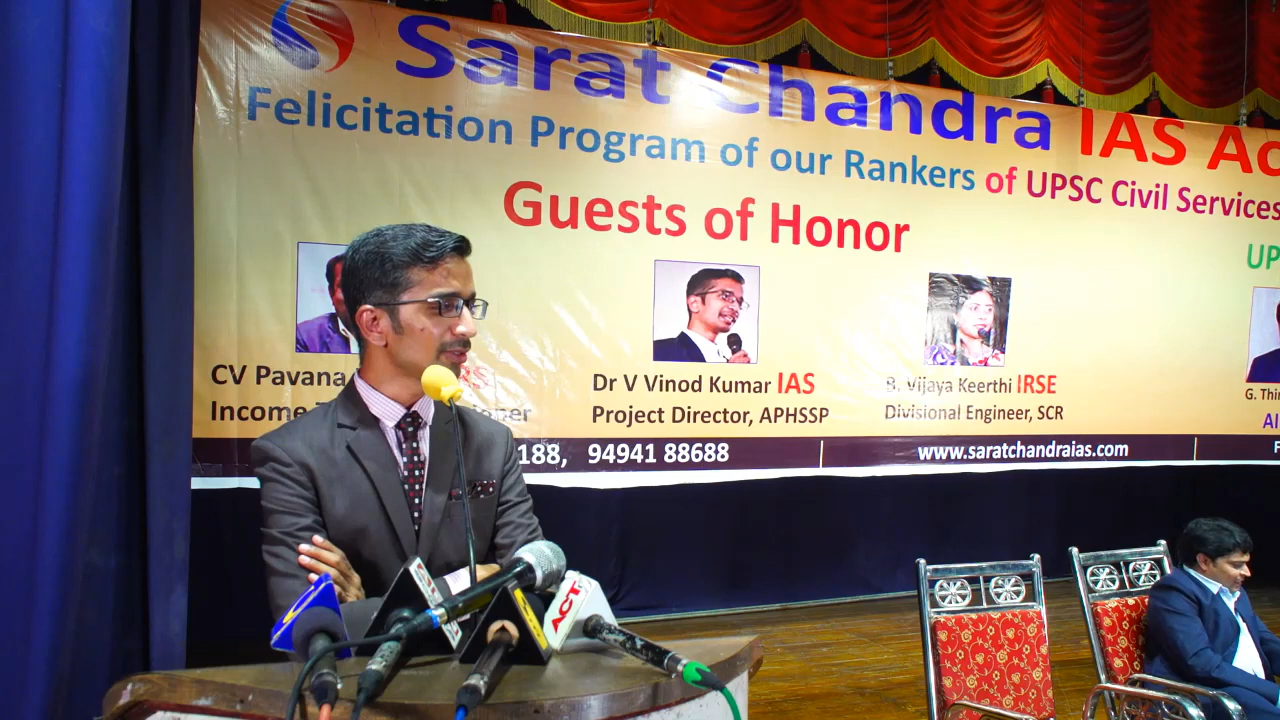 Sarat Chandra IAS
Felicitation Program of our Rankers of UPSC Civil Services
Guests of Honor
UP
CV Pavana
Income
Dr V Vinod Kumar IAS
Project Director, APHSSP
B. Vijaya Keerthi IRSE
Divisional Engineer, SCR
188, 94941 88688
www.saratchandraias.com
ACT